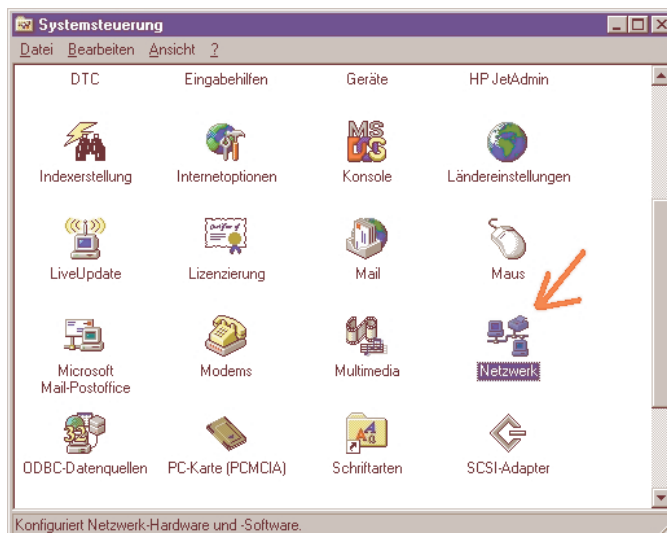 Systemsteuerung
Datei Bearbeiten Ansicht ?
DTC Eingabehilfen Geräte HP JetAdmin
Indexerstellung Internetoptionen Konsole Ländereinstellungen
LiveUpdate Lizenzierung Mail Maus
Microsoft Mail-Postoffice Modems Multimedia Netzwerk
ODBC-Datenquellen PC-Karte (PCMCIA) Schriftarten SCSI-Adapter
Konfiguriert Netzwerk-Hardware und -Software.